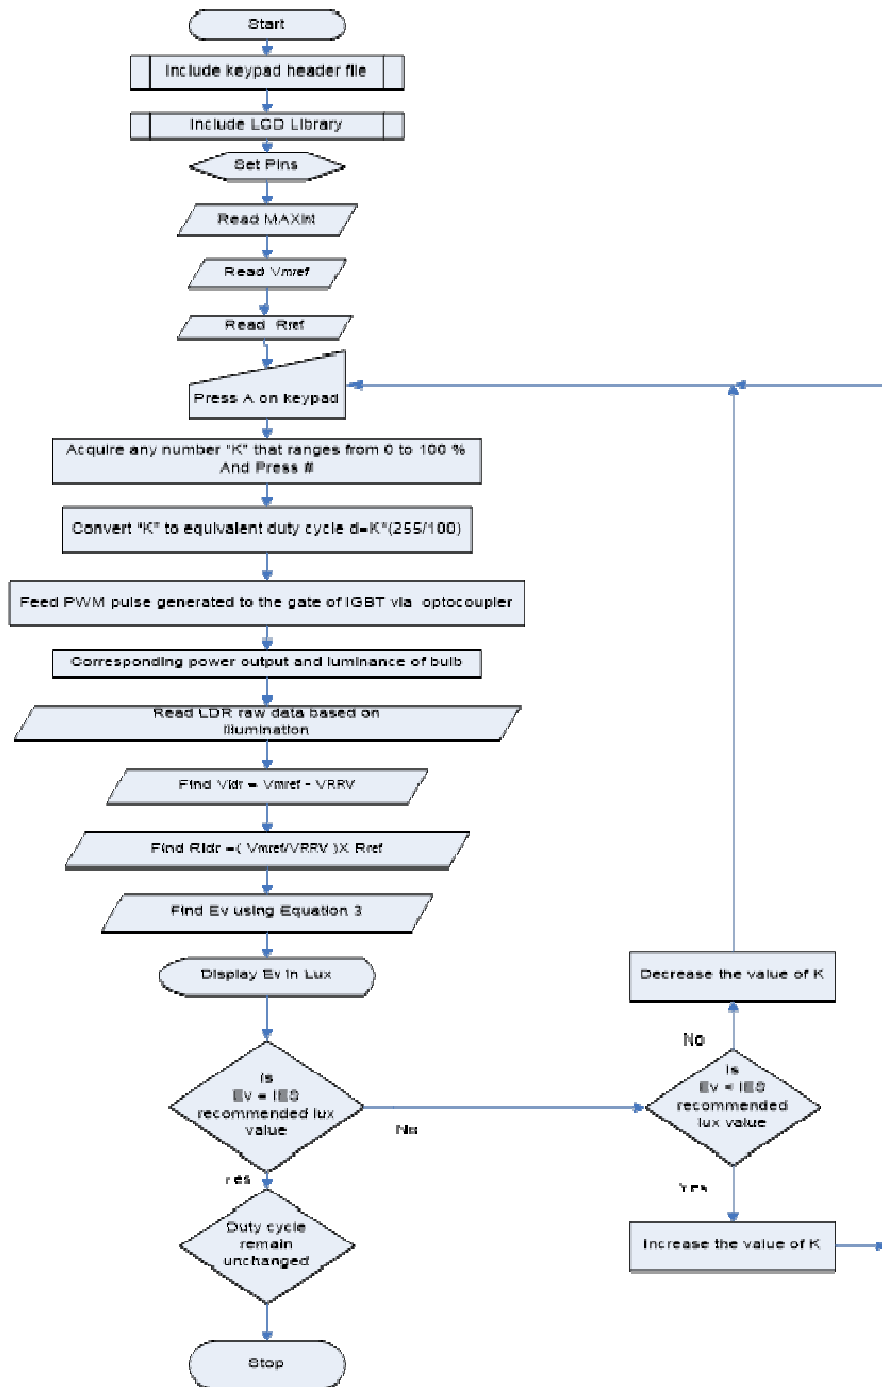 Start
Include keypad header file
Include LCD Library
Set Pins
Read MAXint
Read Vmref
Read Rref
Press A on keypad
Acquire any number "K" that ranges from 0 to 100 %
And Press #
Convert "K" to equivalent duty cycle d=K*(255/100)
Feed PWM pulse generated to the gate of IGBT via optocoupler
Corresponding power output and luminance of bulb
Read LDR raw data based on
illumination
Find Vldr = Vmref - VRRV
Find Rldr =( Vmref/VRRV )X Rref
Find Ev using Equation 3
Display Ev in Lux
Decrease the value of K
No
Is
Ev = IES
recommended lux
value
No
Is
Ev < IES
recommended
lux value
Yes
Yes
Duty cycle
remain
unchanged
Increase the value of K
Stop